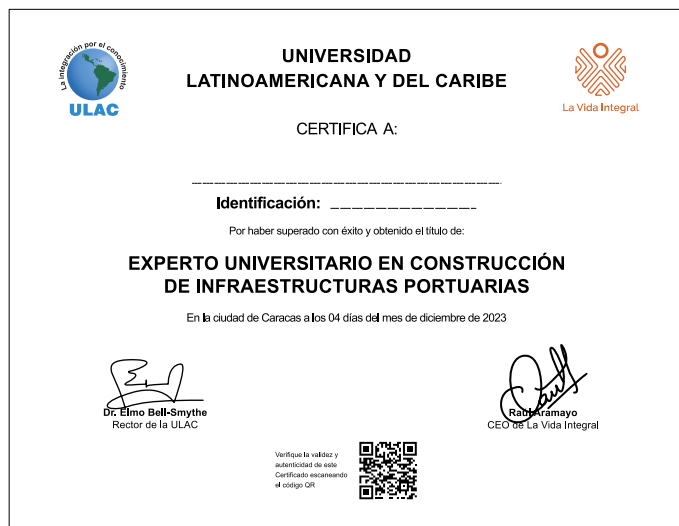 La integración por el conocimiento
ULAC
UNIVERSIDAD
LATINOAMERICANA Y DEL CARIBE
La Vida Integral
CERTIFICA A:
Identificación:
Por haber superado con éxito y obtenido el título de:
EXPERTO UNIVERSITARIO EN CONSTRUCCIÓN
DE INFRAESTRUCTURAS PORTUARIAS
En la ciudad de Caracas a los 04 días del mes de diciembre de 2023
Dr. Elmo Bell-Smythe
Rector de la ULAC
Raúl Aramayo
CEO de La Vida Integral
Verifique la validez y
autenticidad de este
Certificado escaneando
el código QR